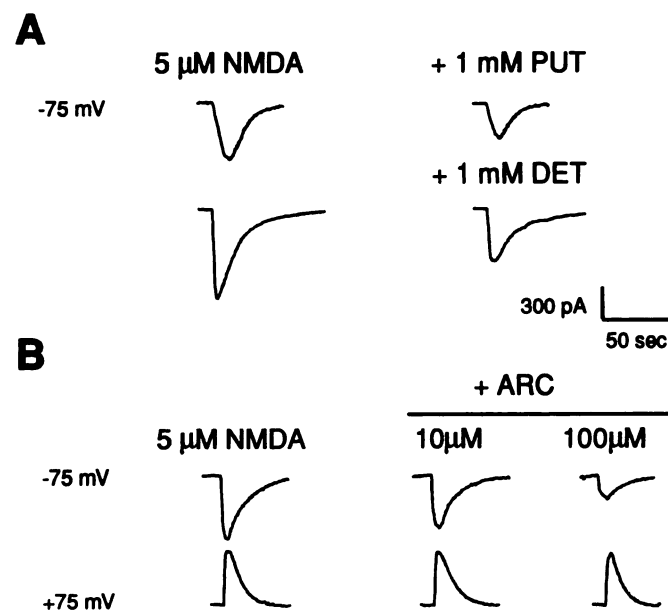 A
5 μM NMDA
+ 1 mM PUT
-75 mV
+ 1 mM DET
300 pA
50 sec
B
+ ARC
5 μM NMDA
10μM
100μM
-75 mV
+75 mV